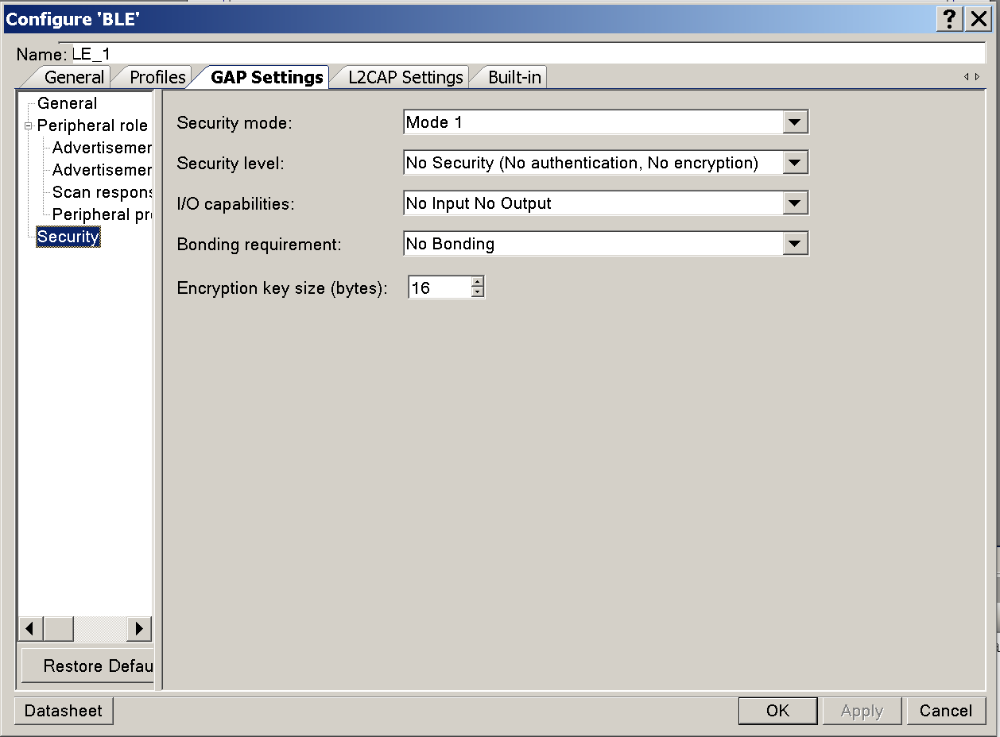 Configure 'BLE'
Name: LE_1
General Profiles GAP Settings L2CAP Settings Built-in
General
Peripheral role
Advertisemer
Advertisemer
Scan respons
Peripheral pr
Security
Security mode: Mode 1
Security level: No Security (No authentication, No encryption)
I/O capabilities: No Input No Output
Bonding requirement: No Bonding
Encryption key size (bytes): 16
Restore Defau
Datasheet OK Apply Cancel